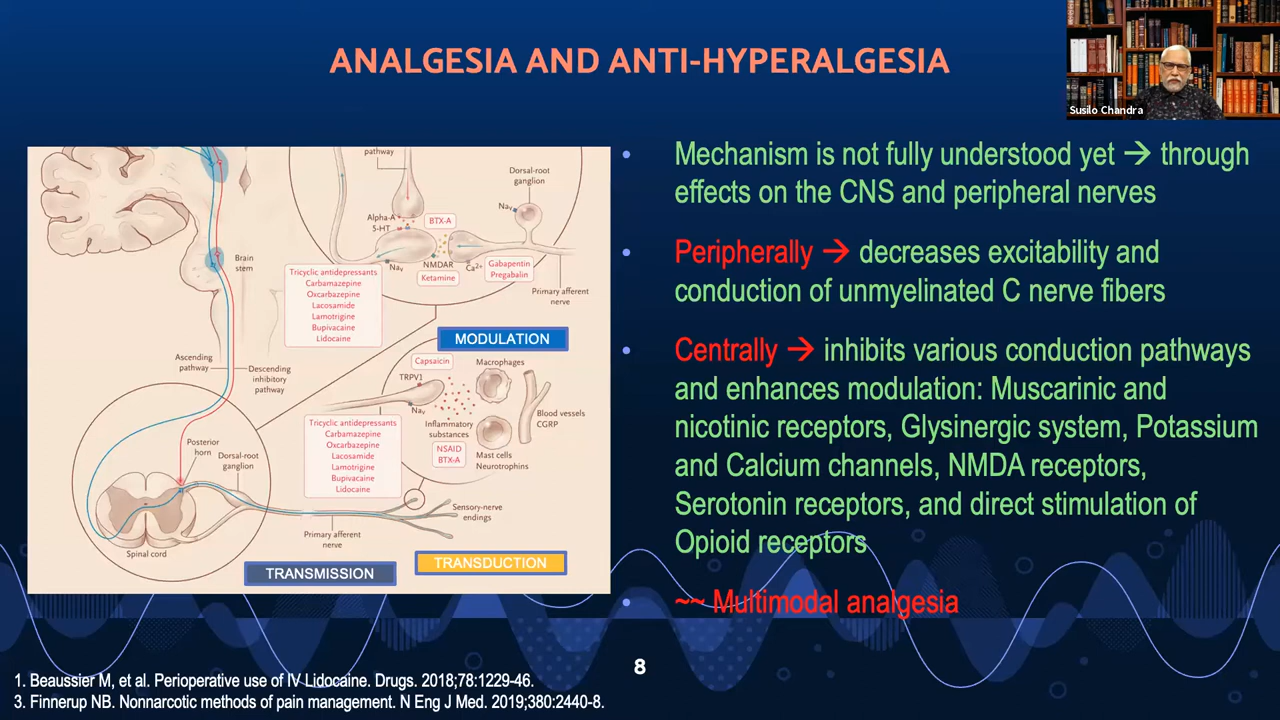 ANALGESIA AND ANTI-HYPERALGESIA
Susilo Chandra
pathway
Dorsal-root
ganglion
Nav
Alpha-A
5-HT
BTX-A
Nav
NMDAR
Ketamine
Ca2+
Gabapentin
Pregabalin
Primary afferent
nerve
Brain
stem
Tricyclic antidepressants
Carbamazepine
Oxcarbazepine
Lacosamide
Lamotrigine
Bupivacaine
Lidocaine
MODULATION
Ascending
pathway
Descending
inhibitory
pathway
Capsaicin
TRPV1
Nav
Macrophages
Blood vessels
CGRP
Inflammatory
substances
NSAID
BTX-A
Mast cells
Neurotrophins
Tricyclic antidepressants
Carbamazepine
Oxcarbazepine
Lacosamide
Lamotrigine
Bupivacaine
Lidocaine
Posterior
horn
Dorsal-root
ganglion
Sensory-nerve
endings
Primary afferent
nerve
Spinal cord
TRANSMISSION
TRANSDUCTION
• Mechanism is not fully understood yet → through
effects on the CNS and peripheral nerves
• Peripherally → decreases excitability and
conduction of unmyelinated C nerve fibers
• Centrally → inhibits various conduction pathways
and enhances modulation: Muscarinic and
nicotinic receptors, Glysinergic system, Potassium
and Calcium channels, NMDA receptors,
Serotonin receptors, and direct stimulation of
Opioid receptors
• ~~ Multimodal analgesia
8
1. Beaussier M, et al. Perioperative use of IV Lidocaine. Drugs. 2018;78:1229-46.
3. Finnerup NB. Nonnarcotic methods of pain management. N Eng J Med. 2019;380:2440-8.